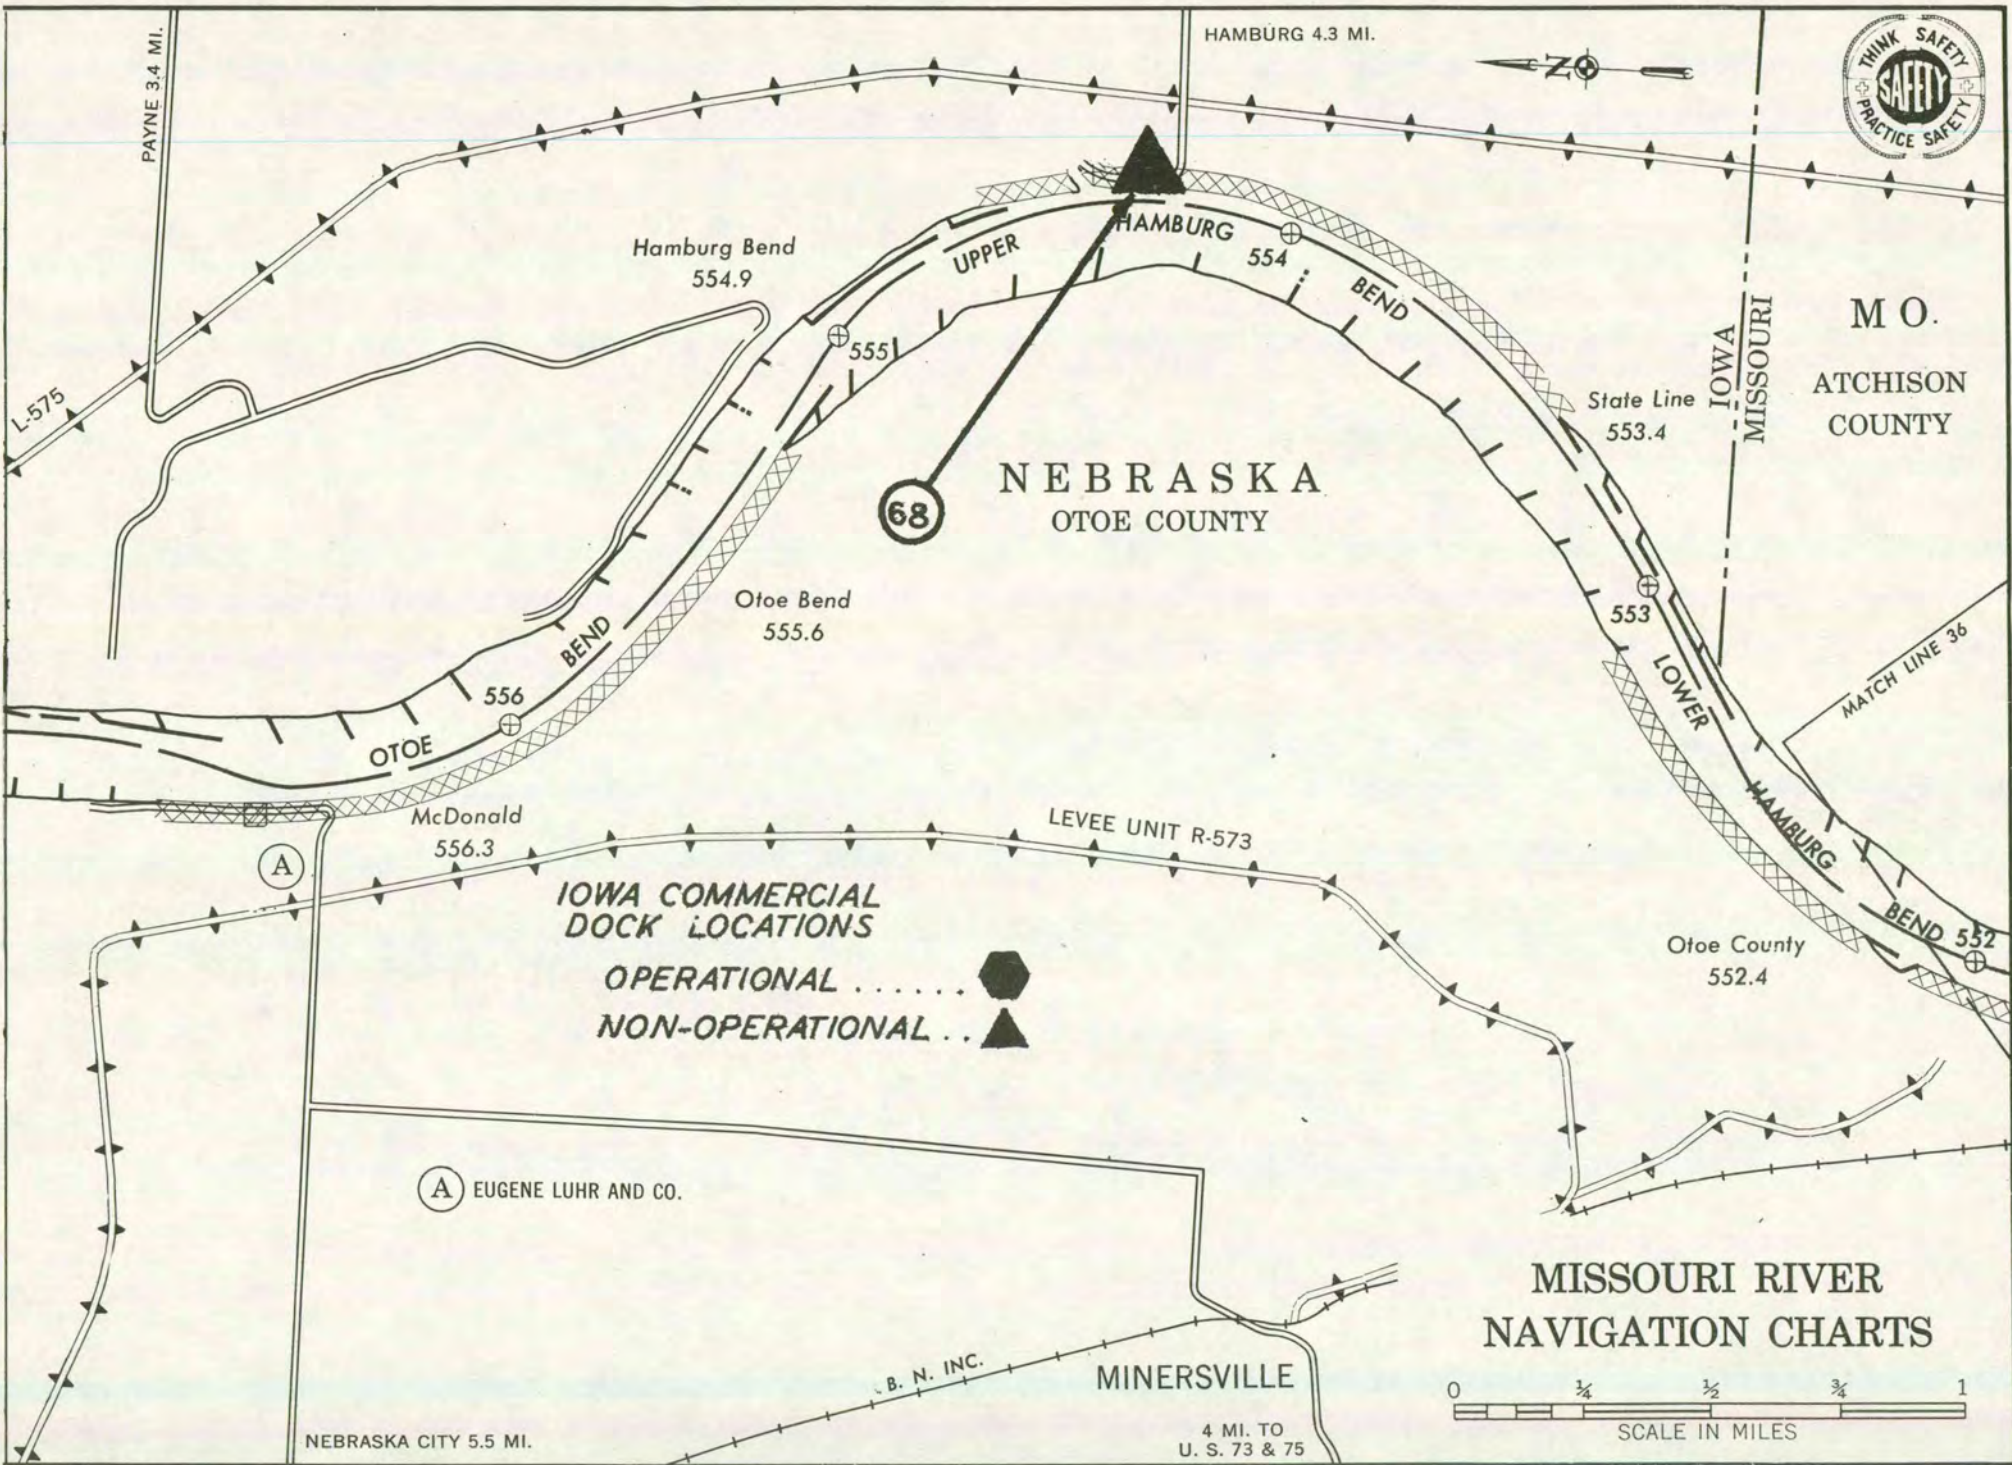 PAYNE 3.4 MI.
HAMBURG 4.3 MI.
N
THINK SAFETY
SAFETY
PRACTICE SAFETY
L-575
Hamburg Bend
554.9
UPPER
HAMBURG
554
BEND
555
IOWA
MISSOURI
MO.
ATCHISON
COUNTY
State Line
553.4
NEBRASKA
OTOE COUNTY
68
Otoe Bend
555.6
553
LOWER
HAMBURG
BEND
552
MATCH LINE 36
OTOE
BEND
556
McDonald
556.3
A
LEVEE UNIT R-573
IOWA COMMERCIAL
DOCK LOCATIONS
OPERATIONAL ......
NON-OPERATIONAL ..
Otoe County
552.4
A EUGENE LUHR AND CO.
B. N. INC.
MINERSVILLE
NEBRASKA CITY 5.5 MI.
4 MI. TO
U. S. 73 & 75
MISSOURI RIVER
NAVIGATION CHARTS
0 ¼ ½ ¾ 1
SCALE IN MILES